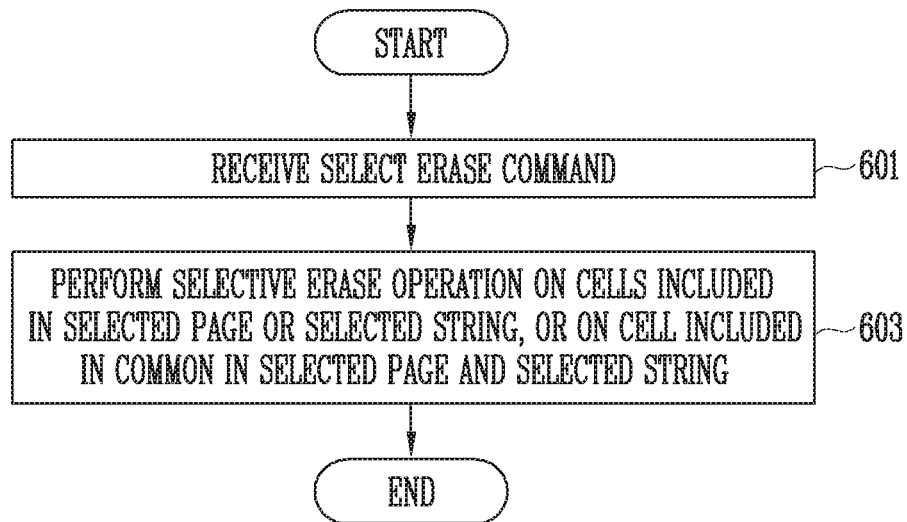 START
RECEIVE SELECT ERASE COMMAND
601
PERFORM SELECTIVE ERASE OPERATION ON CELLS INCLUDED
IN SELECTED PAGE OR SELECTED STRING, OR ON CELL INCLUDED
IN COMMON IN SELECTED PAGE AND SELECTED STRING
603
END